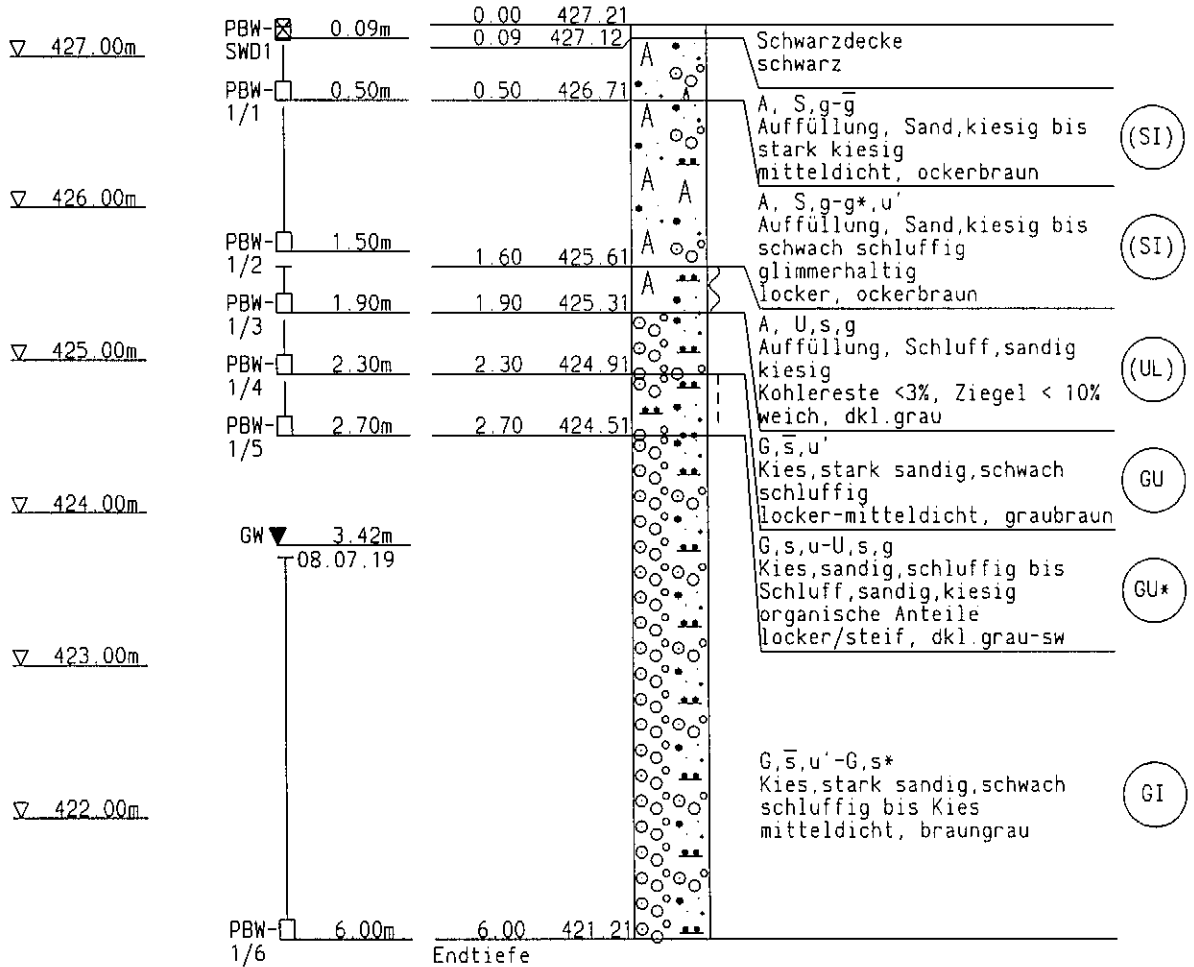 PBW-
SWD1
0.09m
0.00 427.21
0.09 427.12
▽ 427.00m
Schwarzdecke
schwarz
PBW-
1/1
0.50m
0.50 426.71
A, S,g-g̅
Auffüllung, Sand,kiesig bis
stark kiesig
mitteldicht, ockerbraun
(SI)
▽ 426.00m
A, S,g-g*,u'
Auffüllung, Sand,kiesig bis
schwach schluffig
glimmerhaltig
locker, ockerbraun
(SI)
PBW-
1/2
1.50m
1.60 425.61
PBW-
1/3
1.90m
1.90 425.31
A, U,s,g
Auffüllung, Schluff,sandig
kiesig
Kohlereste <3%, Ziegel < 10%
weich, dkl.grau
(UL)
▽ 425.00m
PBW-
1/4
2.30m
2.30 424.91
PBW-
1/5
2.70m
2.70 424.51
G,s̅,u'
Kies,stark sandig,schwach
schluffig
locker-mitteldicht, graubraun
GU
▽ 424.00m
GW ▼ 3.42m
08.07.19
G,s,u-U,s,g
Kies,sandig,schluffig bis
Schluff,sandig,kiesig
organische Anteile
locker/steif, dkl.grau-sw
GU*
▽ 423.00m
G,s̅,u'-G,s*
Kies,stark sandig,schwach
schluffig bis Kies
mitteldicht, braungrau
GI
▽ 422.00m
PBW-
1/6
6.00m
6.00 421.21
Endtiefe
A
A
A
A
A
A
A